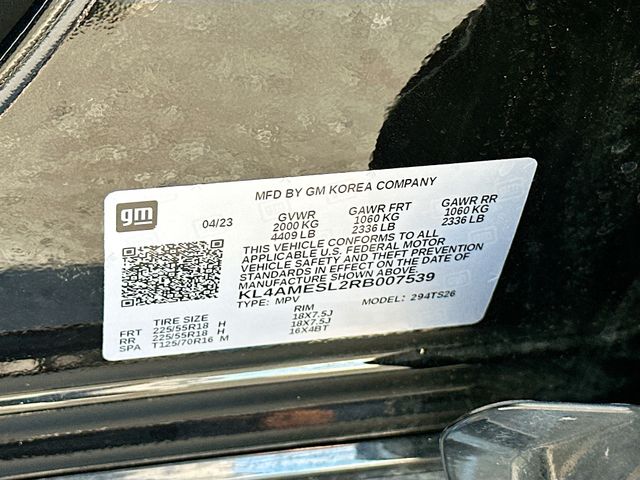 MFD BY GM KOREA COMPANY
gm
04/23 GVWR GAWR FRT GAWR RR
2000 KG 1060 KG 1060 KG
4409 LB 2336 LB 2336 LB
THIS VEHICLE CONFORMS TO ALL
APPLICABLE U.S. FEDERAL MOTOR
VEHICLE SAFETY AND THEFT PREVENTION
STANDARDS IN EFFECT ON THE DATE OF
MANUFACTURE SHOWN ABOVE.
KL4AMESL2RB007539
TYPE: MPV MODEL: 294TS26
TIRE SIZE RIM
FRT 225/55R18 H 18X7.5J
RR 225/55R18 H 18X7.5J
SPA T125/70R16 M 16X4BT